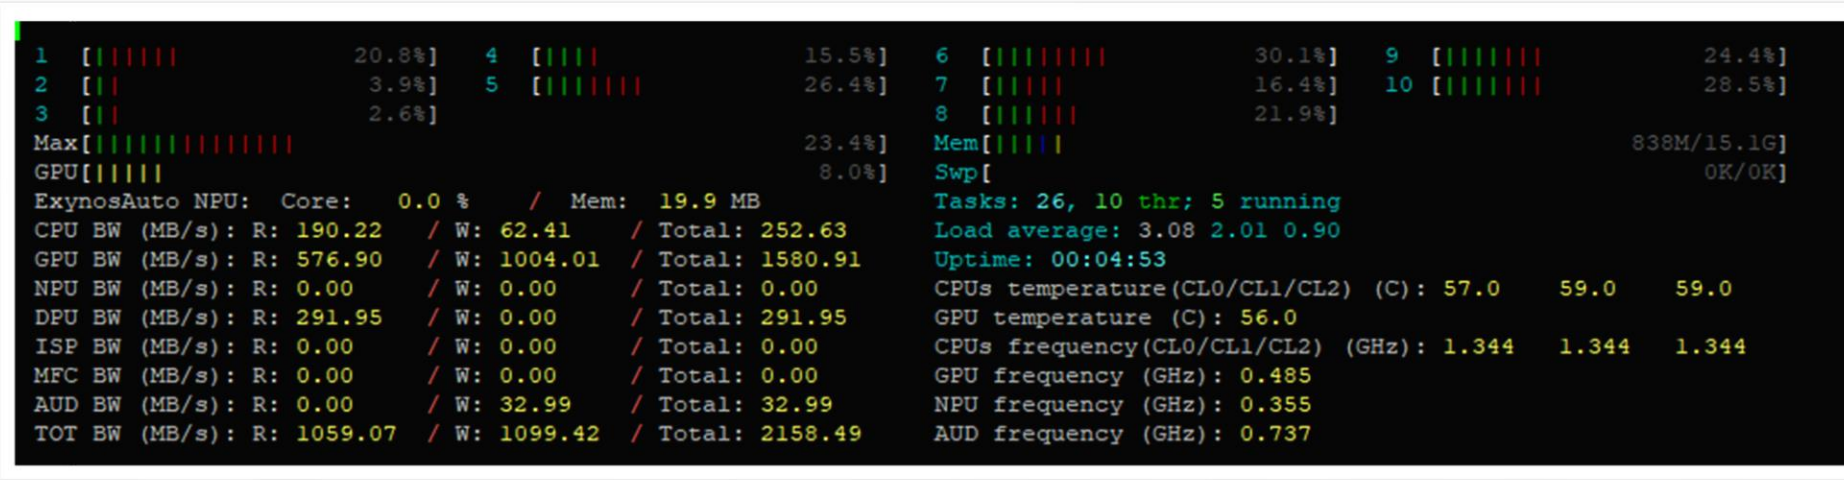 1 [|||||| 20.8%] 4 [|||| 15.5%] 6 [||||||||| 30.1%] 9 [||||||| 24.4%]
2 [||| 3.9%] 5 [|||||||| 26.4%] 7 [||||| 16.4%] 10 [||||||| 28.5%]
3 [||| 2.6%] 8 [||||||| 21.9%]
Max[||||||||||||||| 23.4%] Mem[|||||| 838M/15.1G]
GPU[||||| 8.0%] Swp[ 0K/0K]
ExynosAuto NPU: Core: 0.0 % / Mem: 19.9 MB Tasks: 26, 10 thr; 5 running
CPU BW (MB/s): R: 190.22 / W: 62.41 / Total: 252.63 Load average: 3.08 2.01 0.90
GPU BW (MB/s): R: 576.90 / W: 1004.01 / Total: 1580.91 Uptime: 00:04:53
NPU BW (MB/s): R: 0.00 / W: 0.00 / Total: 0.00 CPUs temperature(CL0/CL1/CL2) (C): 57.0 59.0 59.0
DPU BW (MB/s): R: 291.95 / W: 0.00 / Total: 291.95 GPU temperature (C): 56.0
ISP BW (MB/s): R: 0.00 / W: 0.00 / Total: 0.00 CPUs frequency(CL0/CL1/CL2) (GHz): 1.344 1.344 1.344
MFC BW (MB/s): R: 0.00 / W: 0.00 / Total: 0.00 GPU frequency (GHz): 0.485
AUD BW (MB/s): R: 0.00 / W: 32.99 / Total: 32.99 NPU frequency (GHz): 0.355
TOT BW (MB/s): R: 1059.07 / W: 1099.42 / Total: 2158.49 AUD frequency (GHz): 0.737